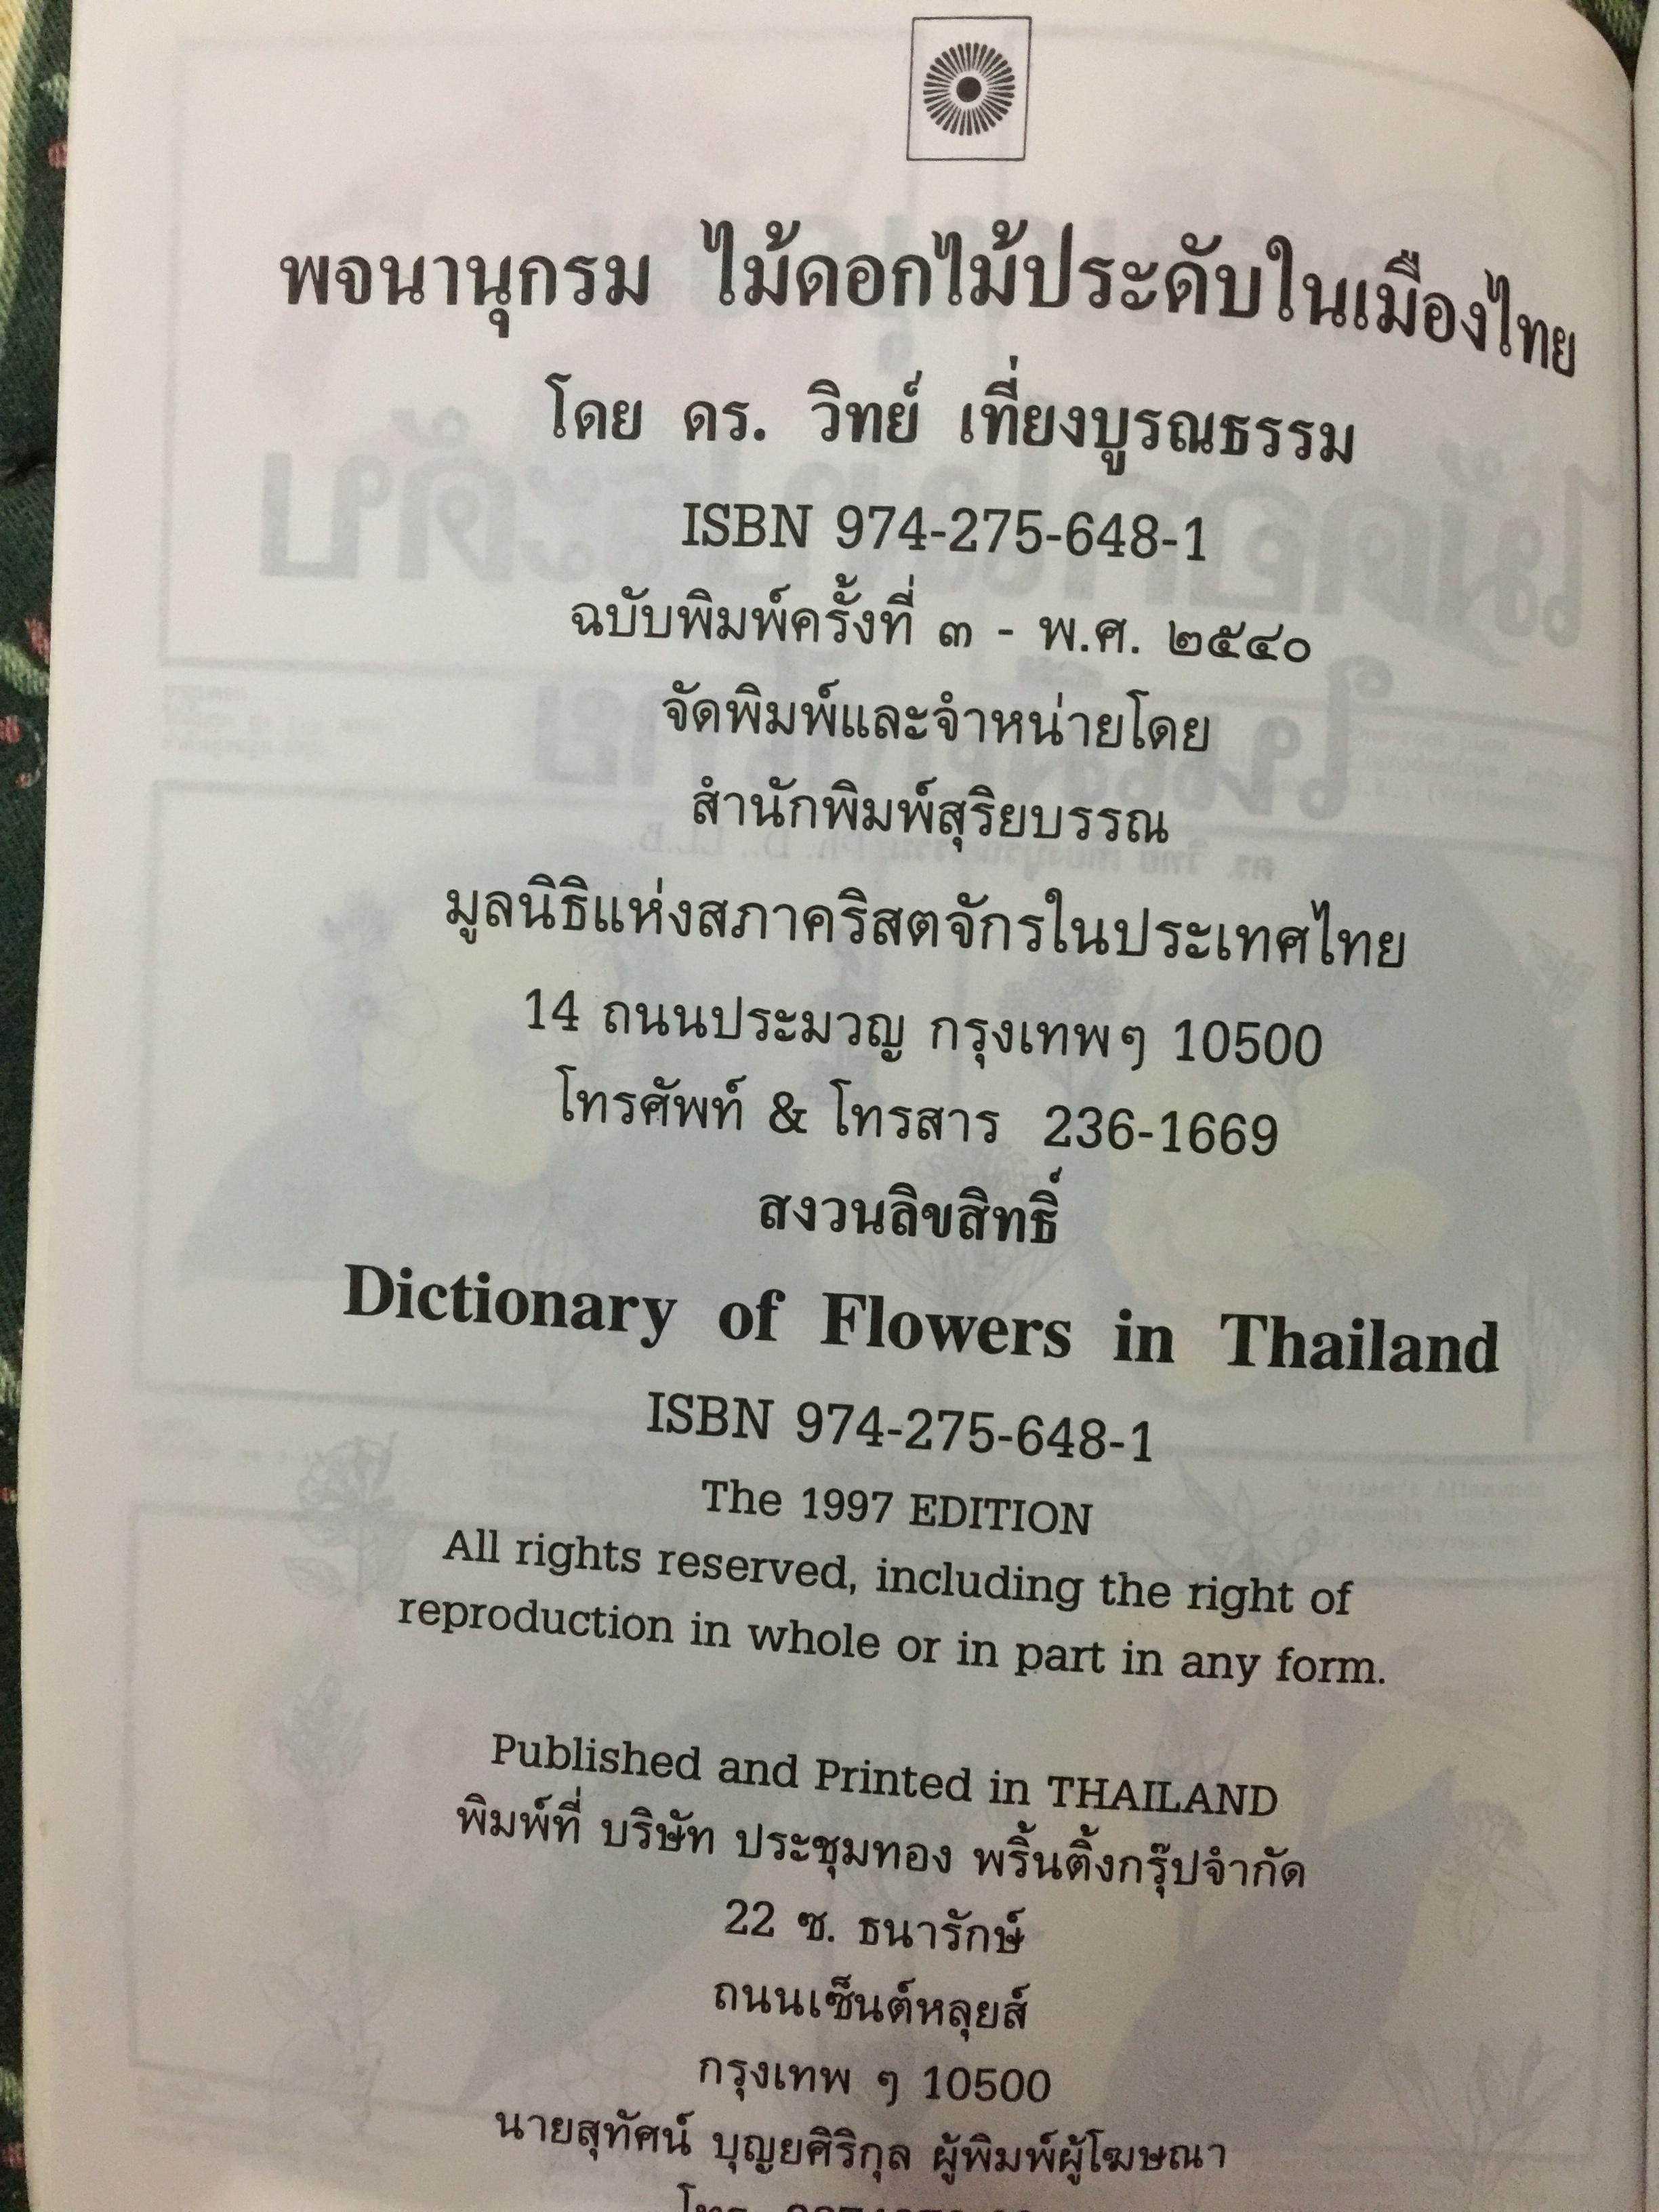 พจนานุกรม ไม้ดอกไม้ประดับในเมืองไทย
โดย ดร. วิทย์ เที่ยงบูรณธรรม
ISBN 974-275-648-1
ฉบับพิมพ์ครั้งที่ ๓ - พ.ศ. ๒๕๔๐
จัดพิมพ์และจำหน่ายโดย
สำนักพิมพ์สุริยบรรณ
มูลนิธิแห่งสภาคริสตจักรในประเทศไทย
14 ถนนประมวญ กรุงเทพๆ 10500
โทรศัพท์ & โทรสาร 236-1669
สงวนลิขสิทธิ์
Dictionary of Flowers in Thailand
ISBN 974-275-648-1
The 1997 EDITION
All rights reserved, including the right of
reproduction in whole or in part in any form.
Published and Printed in THAILAND
พิมพ์ที่ บริษัท ประชุมทอง พริ้นติ้งกรุ๊ปจำกัด
22 ซ. ธนารักษ์
ถนนเซ็นต์หลุยส์
กรุงเทพ ๆ 10500
นายสุทัศน์ บุญยศิริกุล ผู้พิมพ์ผู้โฆษณา
โทร.